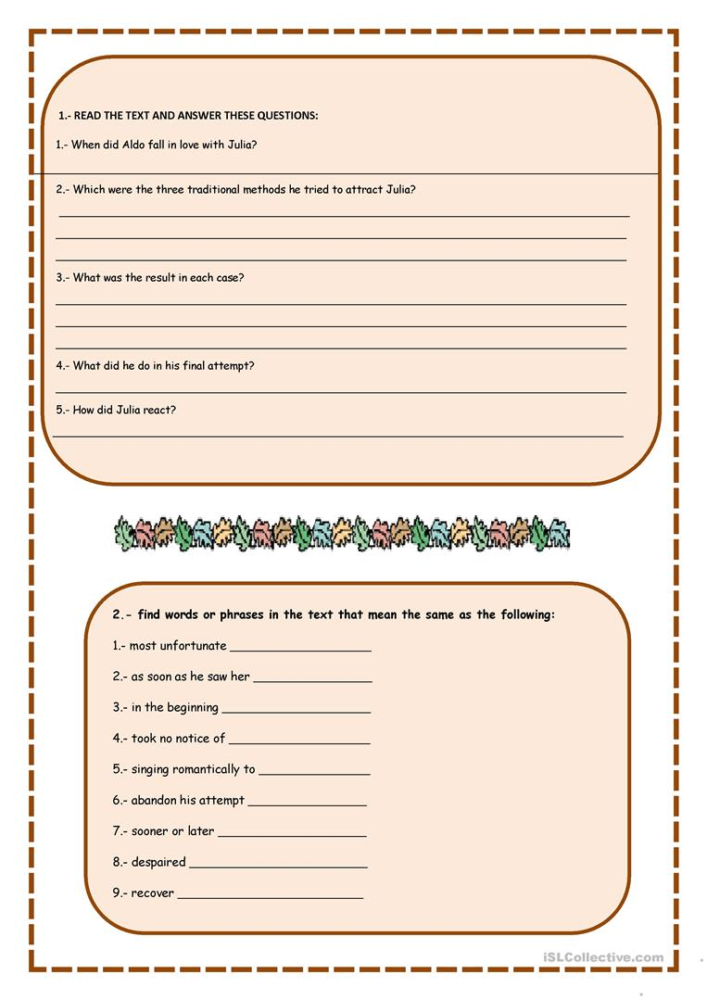 1.- READ THE TEXT AND ANSWER THESE QUESTIONS:
1.- When did Aldo fall in love with Julia?
2.- Which were the three traditional methods he tried to attract Julia?
3.- What was the result in each case?
4.- What did he do in his final attempt?
5.- How did Julia react?
2.- find words or phrases in the text that mean the same as the following:
1.- most unfortunate ____________________
2.- as soon as he saw her _________________
3.- in the beginning _____________________
4.- took no notice of ____________________
5.- singing romantically to ________________
6.- abandon his attempt _________________
7.- sooner or later _____________________
8.- despaired _________________________
9.- recover __________________________
iSLCollective.com